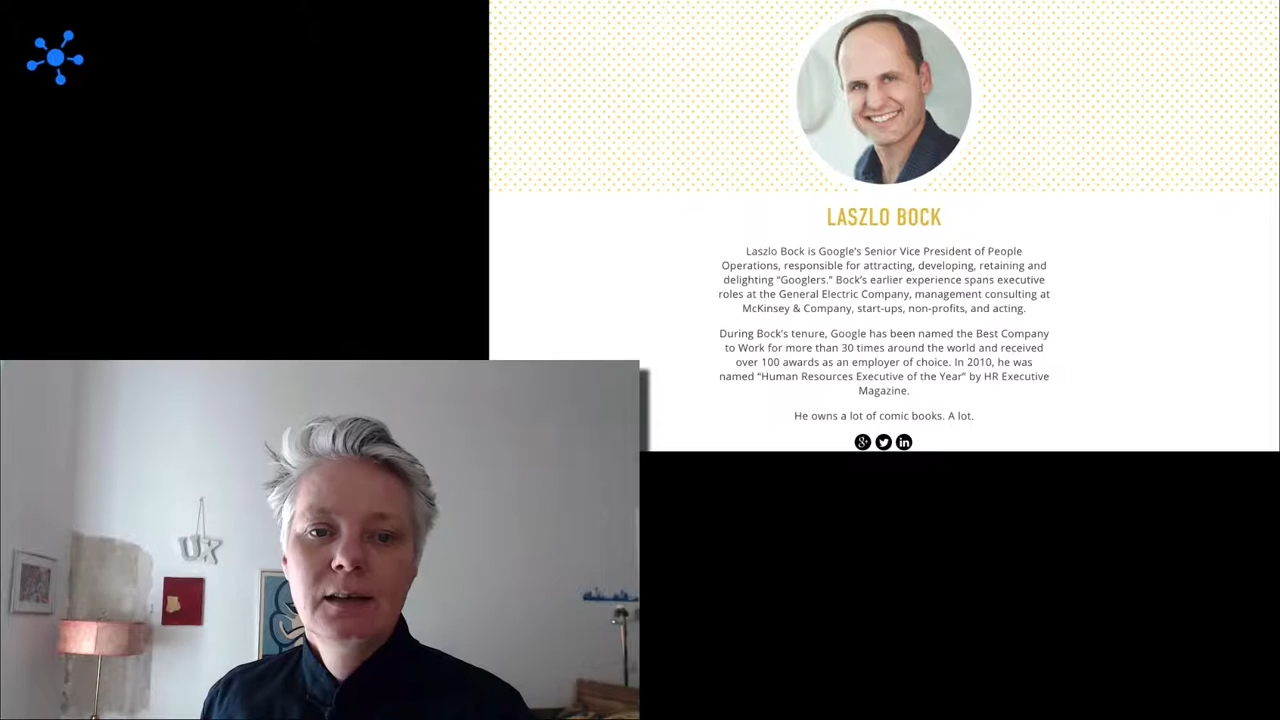 LASZLO BOCK
Laszlo Bock is Google's Senior Vice President of People
Operations, responsible for attracting, developing, retaining and
delighting “Googlers.” Bock's earlier experience spans executive
roles at the General Electric Company, management consulting at
McKinsey & Company, start-ups, non-profits, and acting.
During Bock's tenure, Google has been named the Best Company
to Work for more than 30 times around the world and received
over 100 awards as an employer of choice. In 2010, he was
named “Human Resources Executive of the Year” by HR Executive
Magazine.
He owns a lot of comic books. A lot.
g+ in
UX